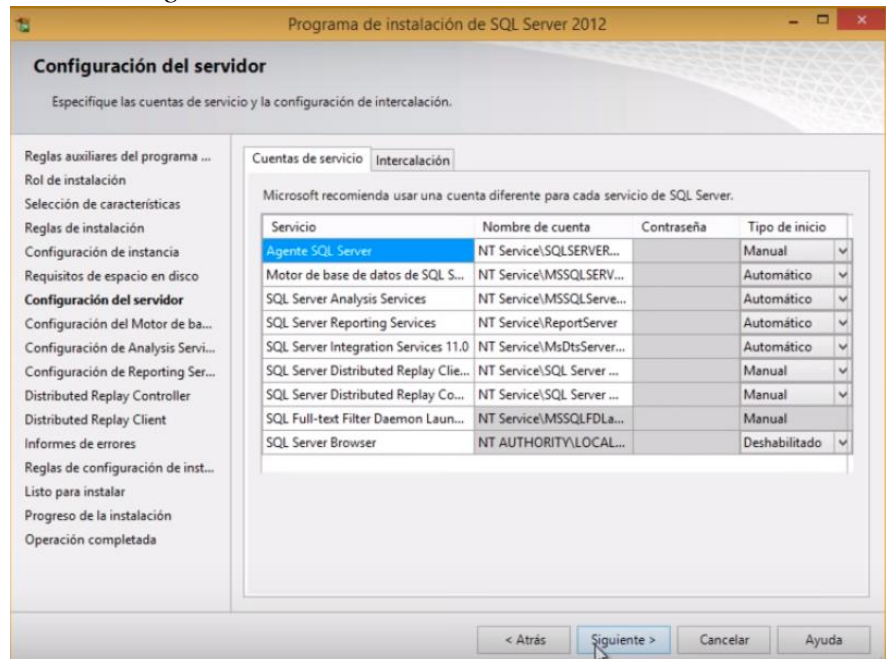 Programa de instalación de SQL Server 2012
Configuración del servidor
Especifique las cuentas de servicio y la configuración de intercalación.
Reglas auxiliares del programa ...
Rol de instalación
Selección de características
Reglas de instalación
Configuración de instancia
Requisitos de espacio en disco
Configuración del servidor
Configuración del Motor de ba...
Configuración de Analysis Servi...
Configuración de Reporting Ser...
Distributed Replay Controller
Distributed Replay Client
Informes de errores
Reglas de configuración de inst...
Listo para instalar
Progreso de la instalación
Operación completada
Cuentas de servicio Intercalación
Microsoft recomienda usar una cuenta diferente para cada servicio de SQL Server.
Servicio Nombre de cuenta Contraseña Tipo de inicio
Agente SQL Server NT Service\SQLSERVER... Manual
Motor de base de datos de SQL S... NT Service\MSSQLSERV... Automático
SQL Server Analysis Services NT Service\MSSQLServe... Automático
SQL Server Reporting Services NT Service\ReportServer Automático
SQL Server Integration Services 11.0 NT Service\MsDtsServer... Automático
SQL Server Distributed Replay Clie... NT Service\SQL Server ... Manual
SQL Server Distributed Replay Co... NT Service\SQL Server ... Manual
SQL Full-text Filter Daemon Laun... NT Service\MSSQLFDLa... Manual
SQL Server Browser NT AUTHORITY\LOCAL... Deshabilitado
< Atrás Siguiente > Cancelar Ayuda